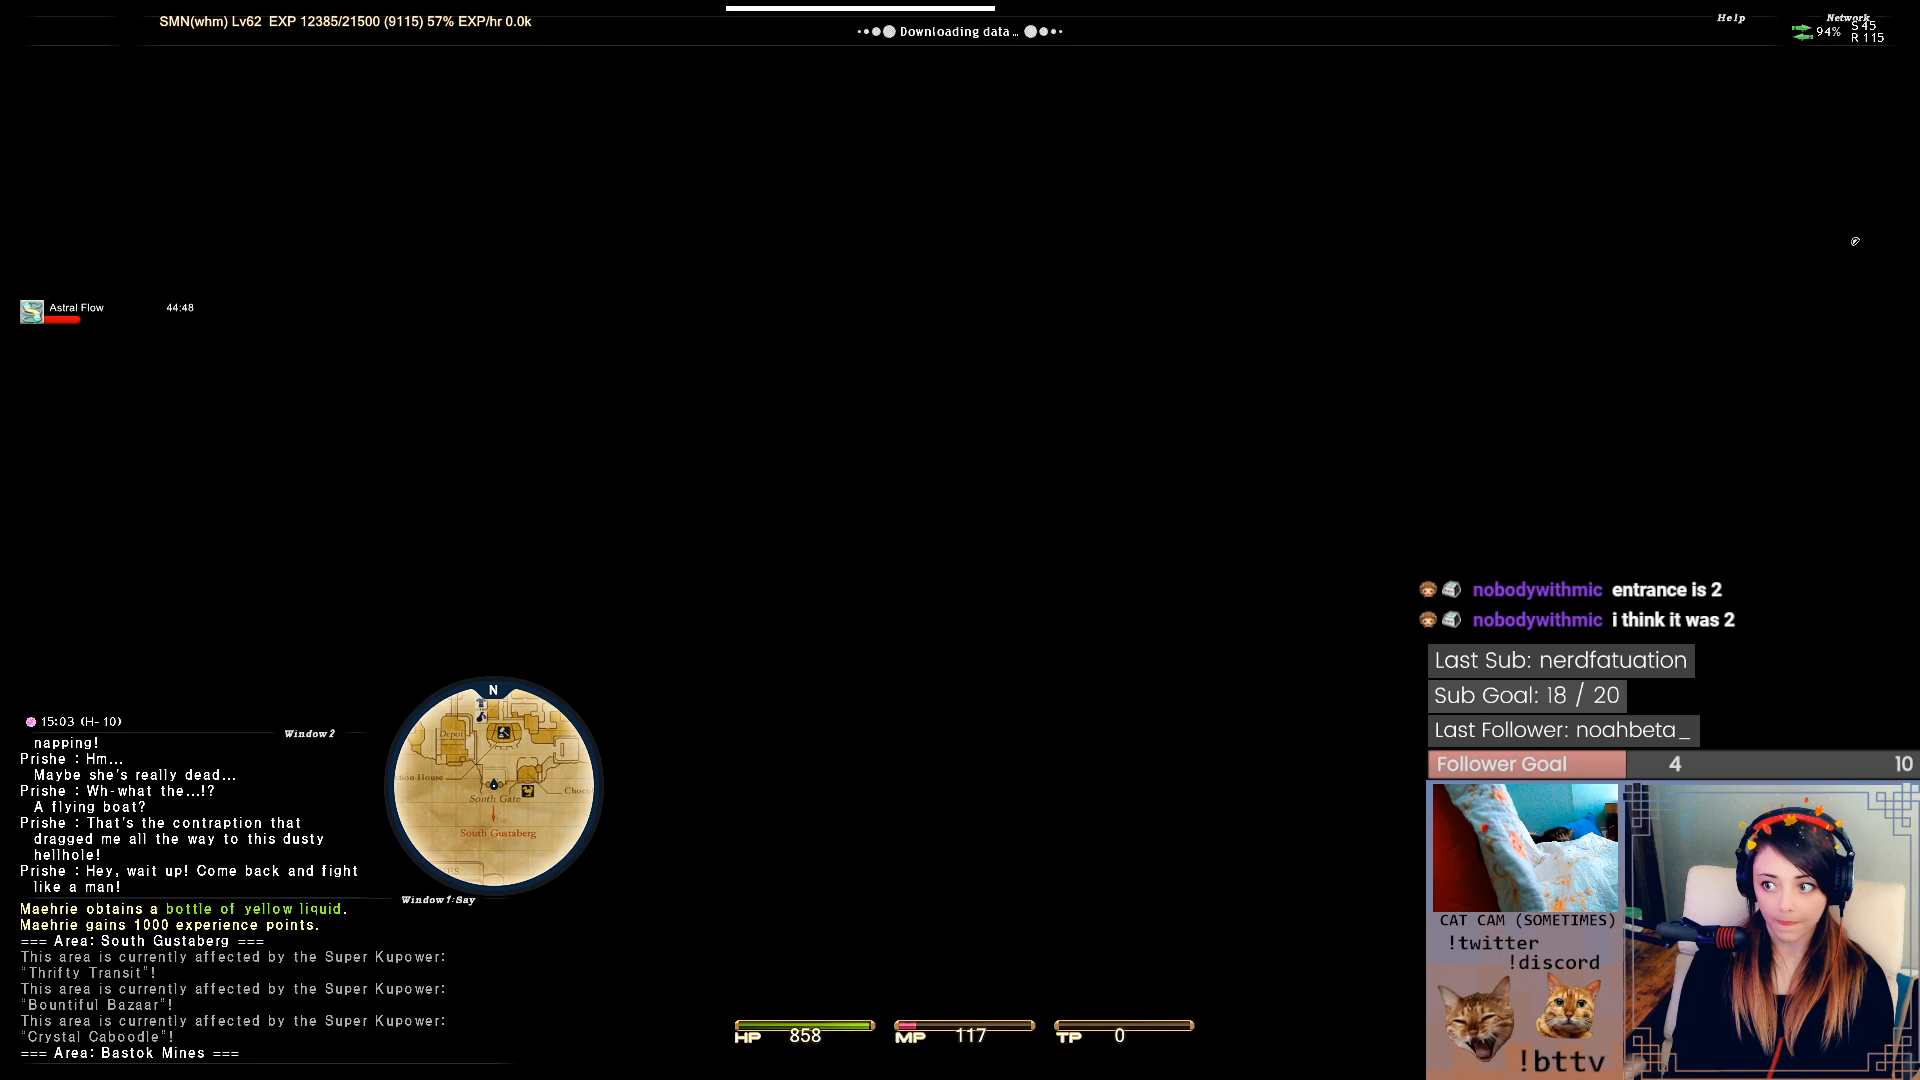 SMN(whm) Lv62 EXP 12385/21500 (9115) 57% EXP/hr 0.0k
Downloading data...
Help
Network
94%
S 45
R 115
Astral Flow 44:48
nobodywithmic entrance is 2
nobodywithmic i think it was 2
Last Sub: nerdfatuation
Sub Goal: 18 / 20
Last Follower: noahbeta_
Follower Goal 4 10
15:03 (H-10)
Window2
napping!
Prishe : Hm...
Maybe she's really dead...
Prishe : Wh-what the...!?
A flying boat?
Prishe : That's the contraption that
dragged me all the way to this dusty
hellhole!
Prishe : Hey, wait up! Come back and fight
like a man!
Window1:Say
Maehrie obtains a bottle of yellow liquid.
Maehrie gains 1000 experience points.
=== Area: South Gustaberg ===
This area is currently affected by the Super Kupower:
"Thrifty Transit"!
This area is currently affected by the Super Kupower:
"Bountiful Bazaar"!
This area is currently affected by the Super Kupower:
"Crystal Caboodle"!
=== Area: Bastok Mines ===
N
Depot
South Gate
South Gustaberg
HP 858
MP 117
TP 0
CAT CAM (SOMETIMES)
!twitter
!discord
!bttv